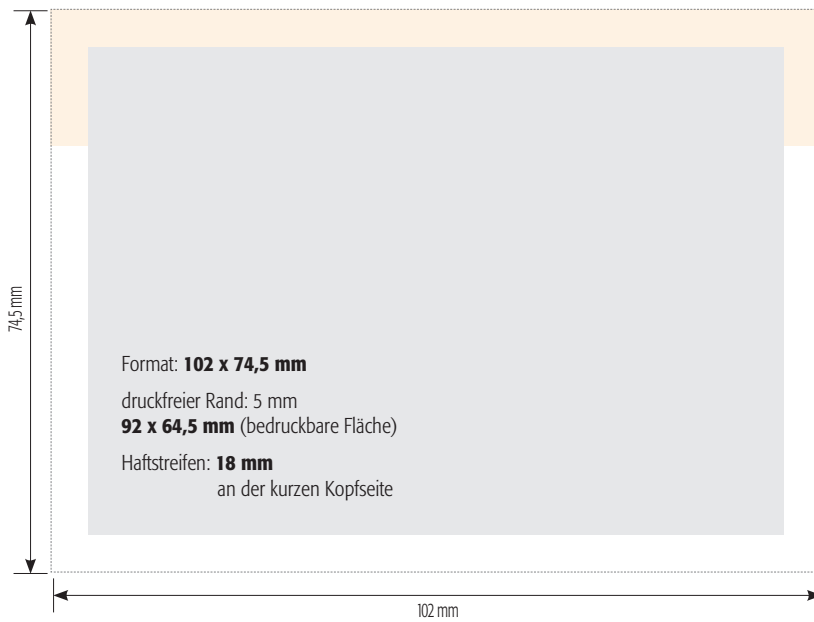 74,5 mm
Format: 102 x 74,5 mm
druckfreier Rand: 5 mm
92 x 64,5 mm (bedruckbare Fläche)
Haftstreifen: 18 mm
an der kurzen Kopfseite
102 mm